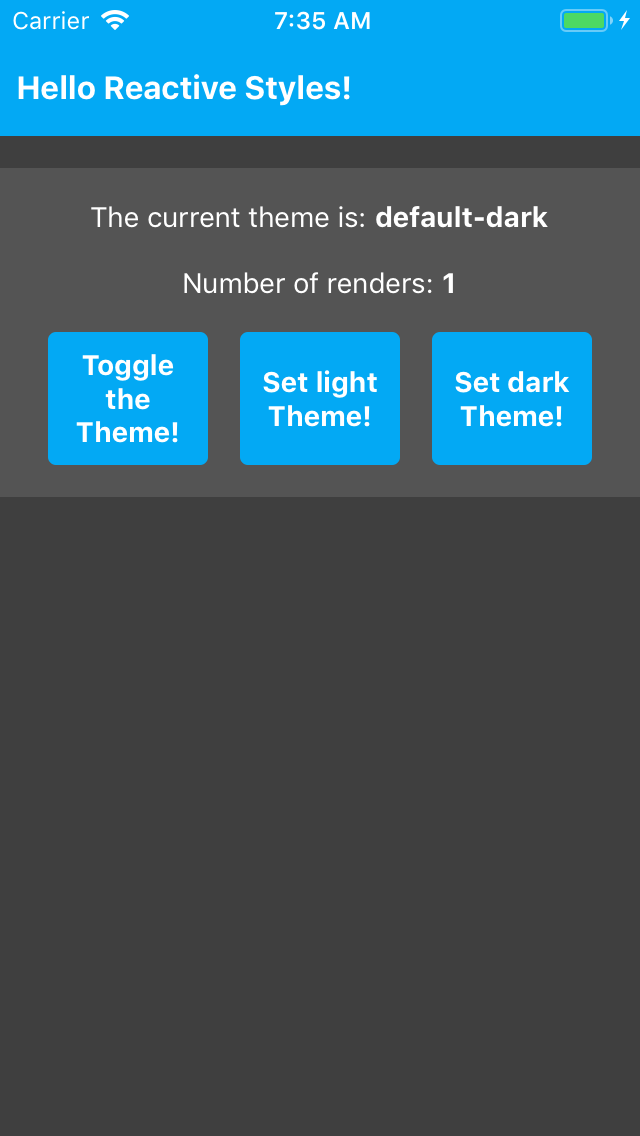 Carrier 7:35 AM
Hello Reactive Styles!
The current theme is: default-dark
Number of renders: 1
Toggle
the
Theme!
Set light
Theme!
Set dark
Theme!